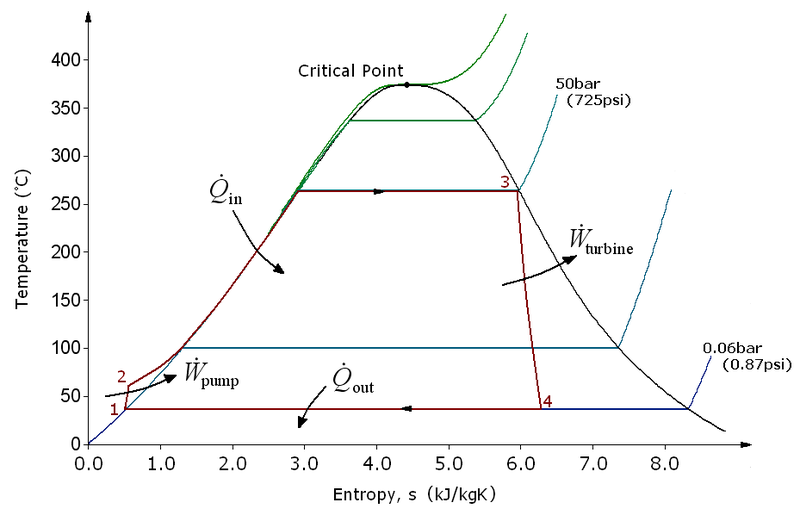 Critical Point
50bar
(725psi)
400
350
300
250
200
150
100
50
0
Temperature (°C)
Q̇in
3
Ẇturbine
2
Ẇpump
0.06bar
(0.87psi)
Q̇out
1
4
0.0 1.0 2.0 3.0 4.0 5.0 6.0 7.0 8.0
Entropy, s (kJ/kgK)